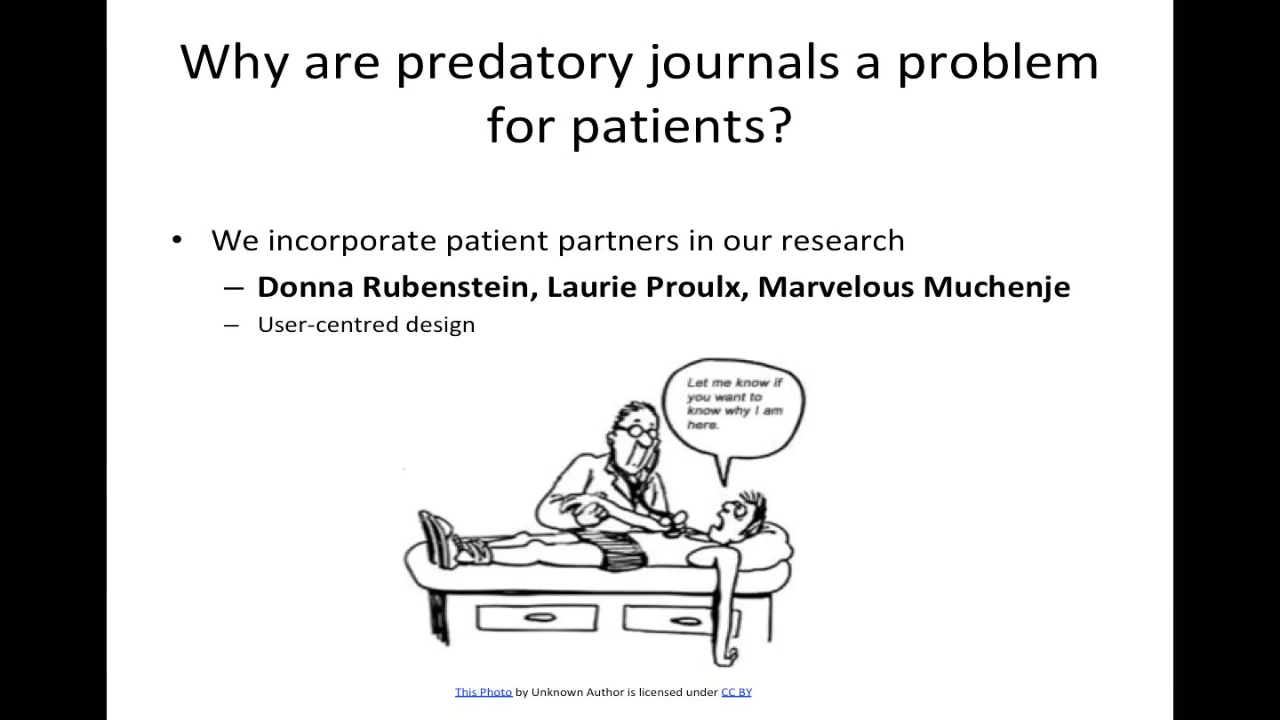 Why are predatory journals a problem
for patients?
• We incorporate patient partners in our research
– Donna Rubenstein, Laurie Proulx, Marvelous Muchenje
– User-centred design
Let me know if
you want to
know why I am
here.
This Photo by Unknown Author is licensed under CC BY